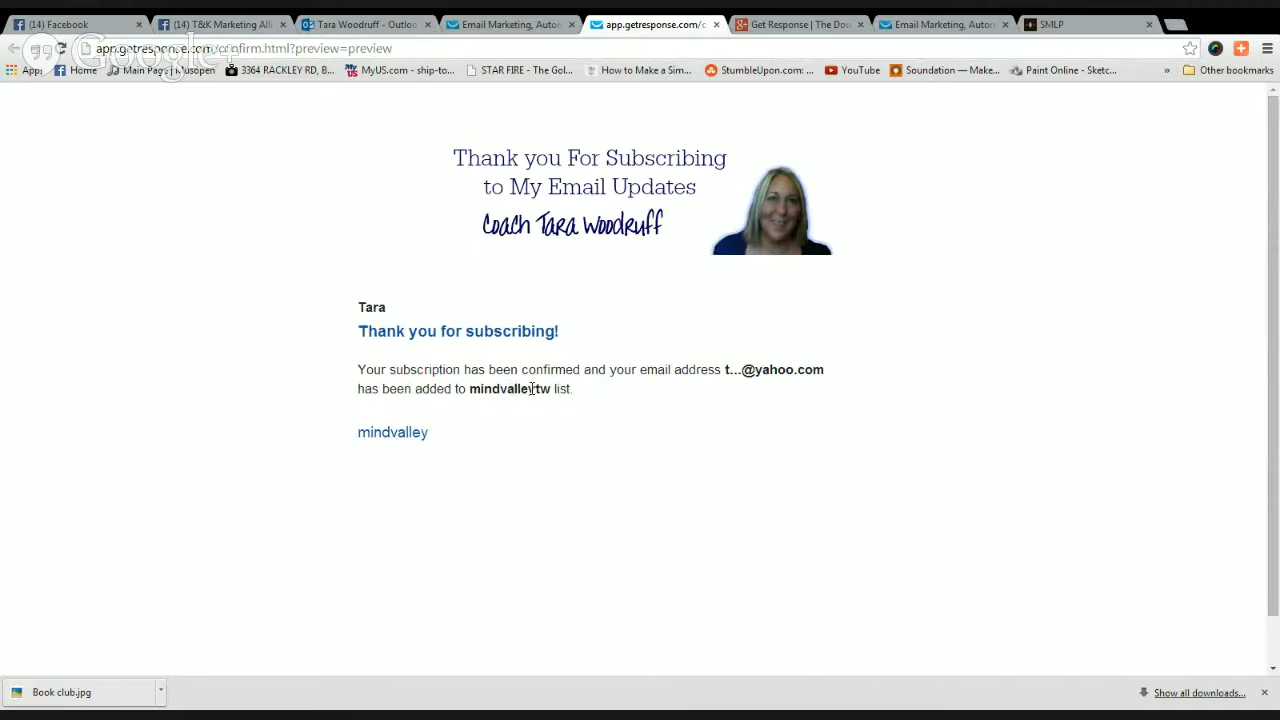 (14) Facebook
(14) T&K Marketing Alli
Tara Woodruff - Outloo
Email Marketing, Autor
app.getresponse.com/c
Get Response | The Dou
Email Marketing, Autor
SMLP
app.getresponse.com/confirm.html?preview=preview
Google+
Apps
Home
Main Page | Musopen
3364 RACKLEY RD, B...
MyUS.com - ship-to...
STAR FIRE - The Gol...
How to Make a Sim...
StumbleUpon.com: ...
YouTube
Soundation — Make...
Paint Online - Sketc...
»
Other bookmarks
Thank you For Subscribing
to My Email Updates
Coach Tara Woodruff
Tara
Thank you for subscribing!
Your subscription has been confirmed and your email address t...@yahoo.com
has been added to mindvalleytw list.
mindvalley
Book club.jpg
Show all downloads...